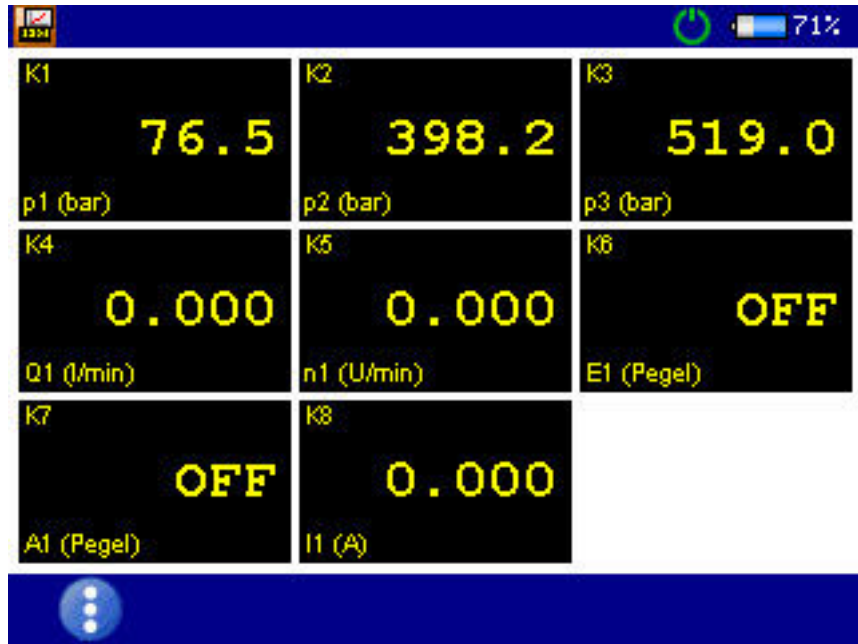 71%
K1
76.5
p1 (bar)
K2
398.2
p2 (bar)
K3
519.0
p3 (bar)
K4
0.000
Q1 (l/min)
K5
0.000
n1 (U/min)
K6
OFF
E1 (Pegel)
K7
OFF
A1 (Pegel)
K8
0.000
I1 (A)